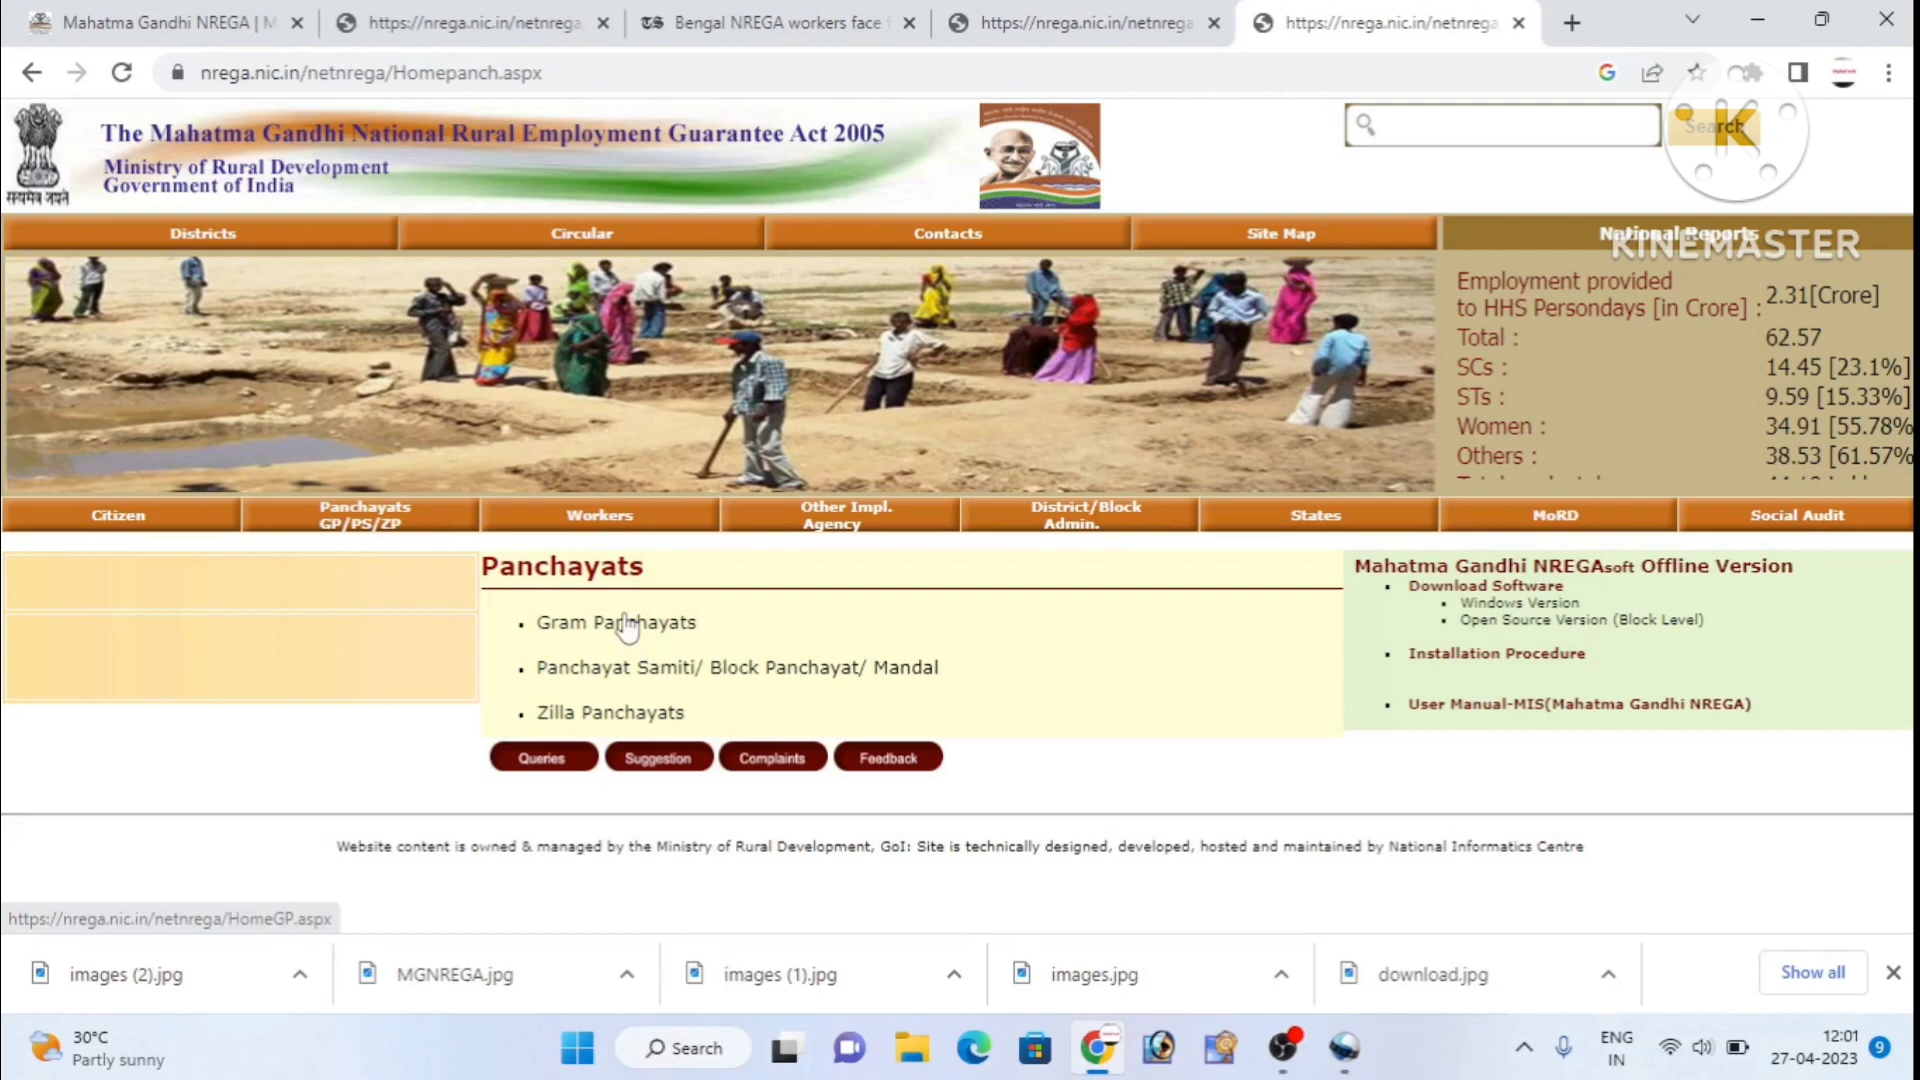 Mahatma Gandhi NREGA | M
https://nrega.nic.in/netnrega
Bengal NREGA workers face f
https://nrega.nic.in/netnrega
https://nrega.nic.in/netnrega
nrega.nic.in/netnrega/Homepanch.aspx
सत्यमेव जयते
The Mahatma Gandhi National Rural Employment Guarantee Act 2005
Ministry of Rural Development
Government of India
Search
K
Districts
Circular
Contacts
Site Map
National Reports
KINEMASTER
Employment provided
to HHS Persondays [in Crore] : 2.31[Crore]
Total : 62.57
SCs : 14.45 [23.1%]
STs : 9.59 [15.33%]
Women : 34.91 [55.78%
Others : 38.53 [61.57%
Citizen
Panchayats
GP/PS/ZP
Workers
Other Impl.
Agency
District/Block
Admin.
States
MoRD
Social Audit
Panchayats
Gram Panchayats
Panchayat Samiti/ Block Panchayat/ Mandal
Zilla Panchayats
Queries
Suggestion
Complaints
Feedback
Mahatma Gandhi NREGAsoft Offline Version
Download Software
Windows Version
Open Source Version (Block Level)
Installation Procedure
User Manual-MIS(Mahatma Gandhi NREGA)
Website content is owned & managed by the Ministry of Rural Development, GoI: Site is technically designed, developed, hosted and maintained by National Informatics Centre
https://nrega.nic.in/netnrega/HomeGP.aspx
images (2).jpg
MGNREGA.jpg
images (1).jpg
images.jpg
download.jpg
Show all
30°C
Partly sunny
Search
ENG
IN
12:01
27-04-2023
9